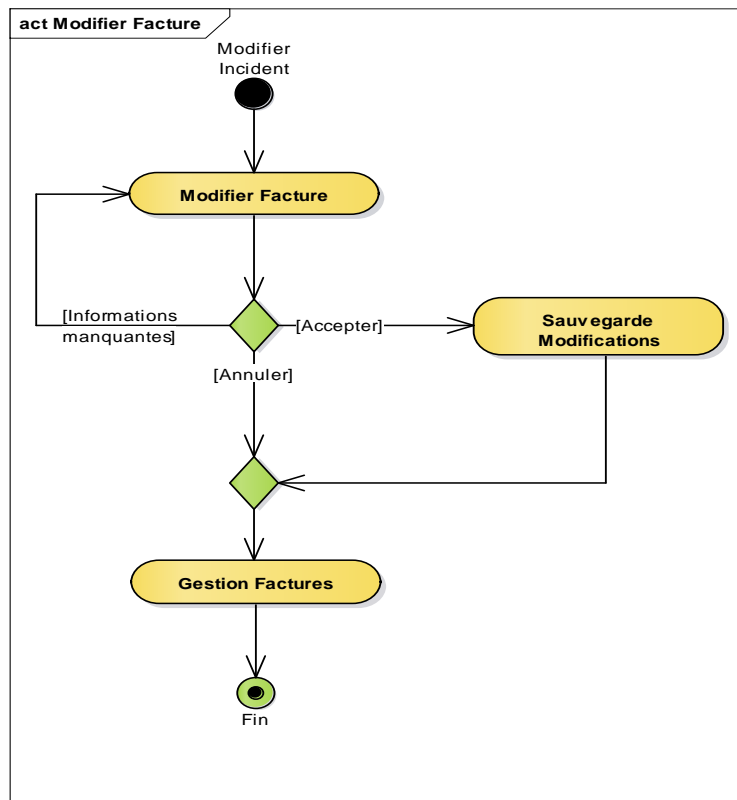 act Modifier Facture
Modifier
Incident
Modifier Facture
[Informations
manquantes]
[Accepter]
Sauvegarde
Modifications
[Annuler]
Gestion Factures
Fin